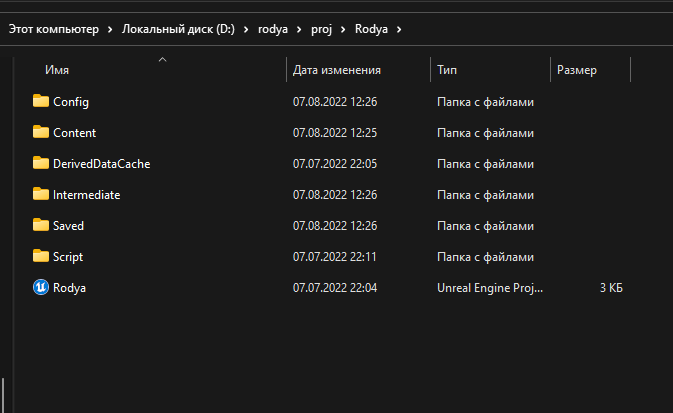 Этот компьютер > Локальный диск (D:) > rodya > proj > Rodya >
Имя Дата изменения Тип Размер
Config 07.08.2022 12:26 Папка с файлами
Content 07.08.2022 12:25 Папка с файлами
DerivedDataCache 07.07.2022 22:05 Папка с файлами
Intermediate 07.08.2022 12:26 Папка с файлами
Saved 07.08.2022 12:26 Папка с файлами
Script 07.07.2022 22:11 Папка с файлами
Rodya 07.07.2022 22:04 Unreal Engine Proj... 3 КБ